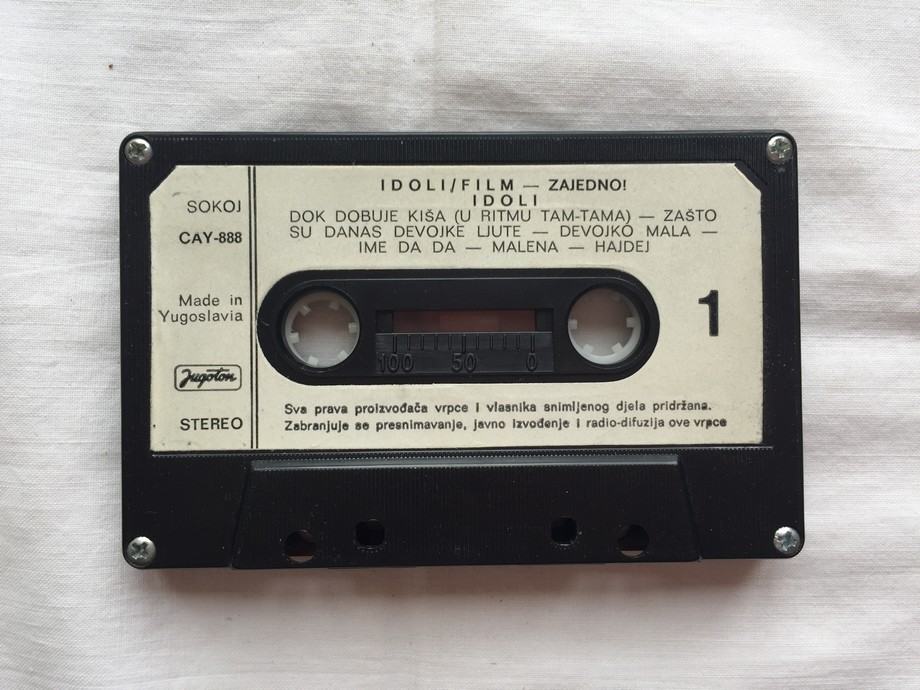 IDOLI/FILM — ZAJEDNO!
IDOLI
DOK DOBUJE KIŠA (U RITMU TAM-TAMA) — ZAŠTO
SU DANAS DEVOJKE LJUTE — DEVOJKO MALA —
IME DA DA — MALENA — HAJDEJ
SOKOJ
CAY-888
Made in
Yugoslavia
Jugoton
STEREO
1
100 50 0
Sva prava proizvođača vrpce i vlasnika snimljenog djela pridržana.
Zabranjuje se presnimavanje, javno izvođenje i radio-difuzija ove vrpce